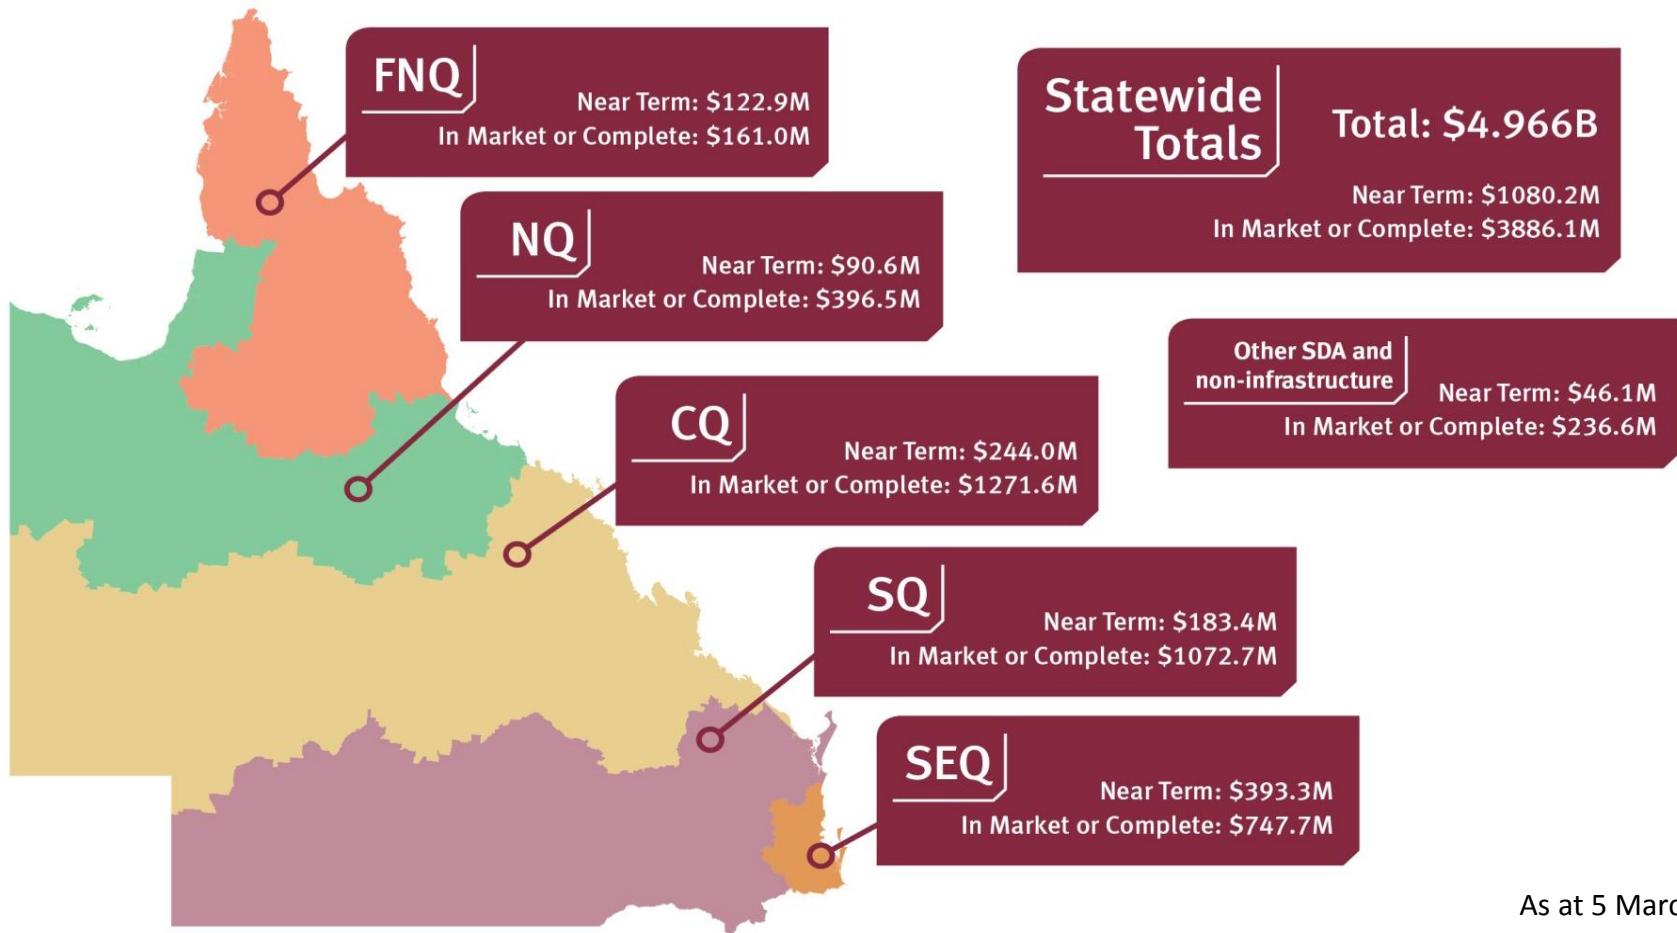 FNQ
Near Term: $122.9M
In Market or Complete: $161.0M
Statewide
Totals
Total: $4.966B
Near Term: $1080.2M
In Market or Complete: $3886.1M
NQ
Near Term: $90.6M
In Market or Complete: $396.5M
Other SDA and
non-infrastructure
Near Term: $46.1M
In Market or Complete: $236.6M
CQ
Near Term: $244.0M
In Market or Complete: $1271.6M
SQ
Near Term: $183.4M
In Market or Complete: $1072.7M
SEQ
Near Term: $393.3M
In Market or Complete: $747.7M
As at 5 Marc